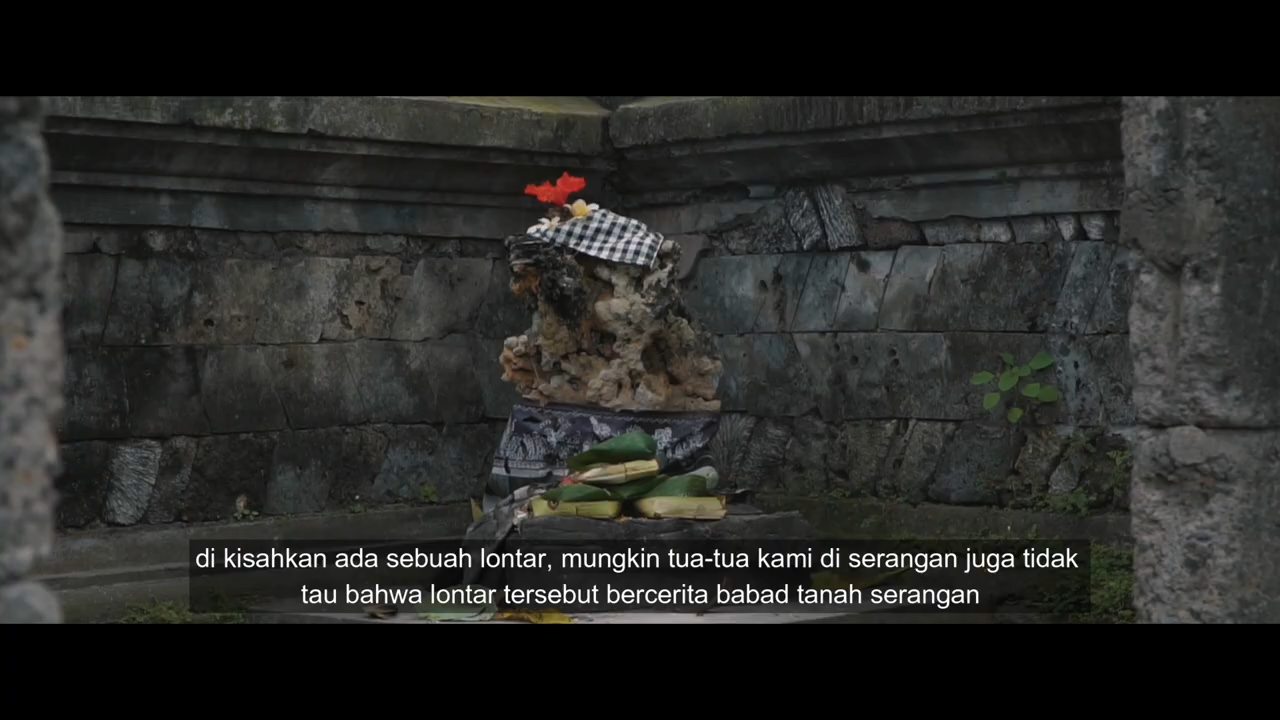 di kisahkan ada sebuah lontar, mungkin tua-tua kami di serangan juga tidak
tau bahwa lontar tersebut bercerita babad tanah serangan